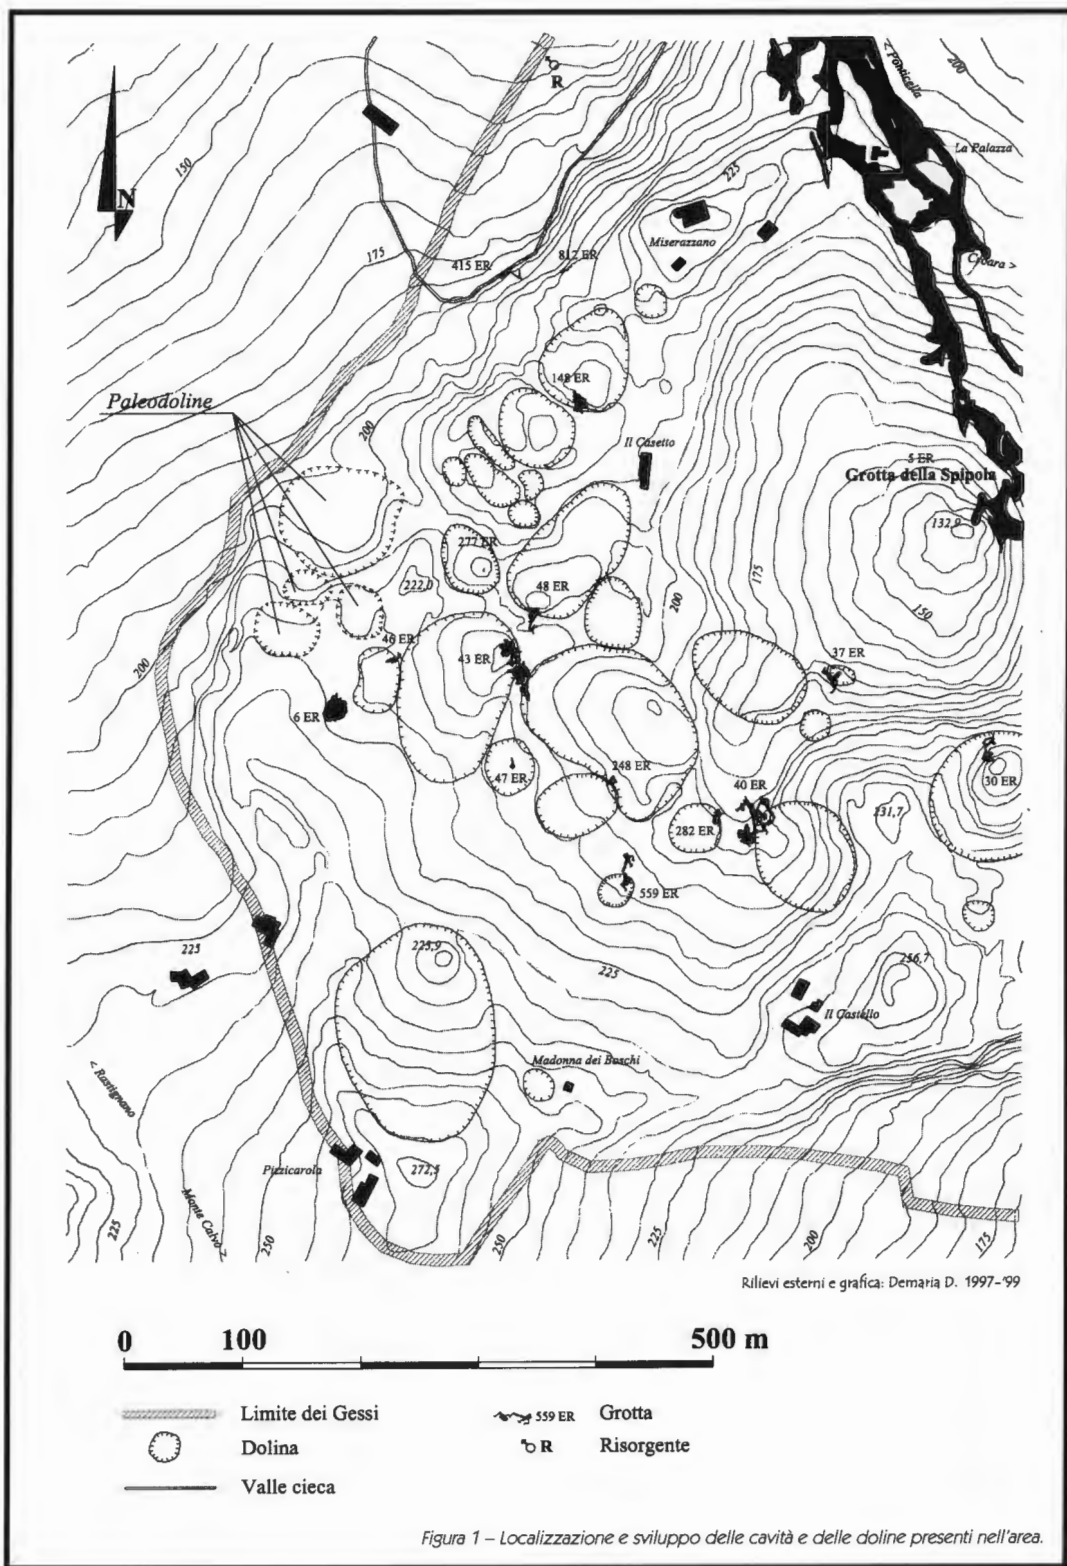 < Ponticella
200
R
La Palazza
150
N
225
Miserazzano
175
415 ER
812 ER
Croara >
148 ER
Paleodoline
200
Il Casetto
5 ER
Grotta della Spipola
132,9
277 ER
222,0
48 ER
175
200
150
46 ER
43 ER
37 ER
200
6 ER
47 ER
248 ER
30 ER
40 ER
231,7
282 ER
559 ER
225,9
225
225
256,7
Il Castello
Madonna dei Boschi
< Rastignano
Pizzicarola
272,5
Monte Calvo >
225
250
250
225
200
175
Rilievi esterni e grafica: Demaria D. 1997-'99
0 100 500 m
Limite dei Gessi
559 ER Grotta
Dolina
R Risorgente
Valle cieca
Figura 1 – Localizzazione e sviluppo delle cavità e delle doline presenti nell'area.